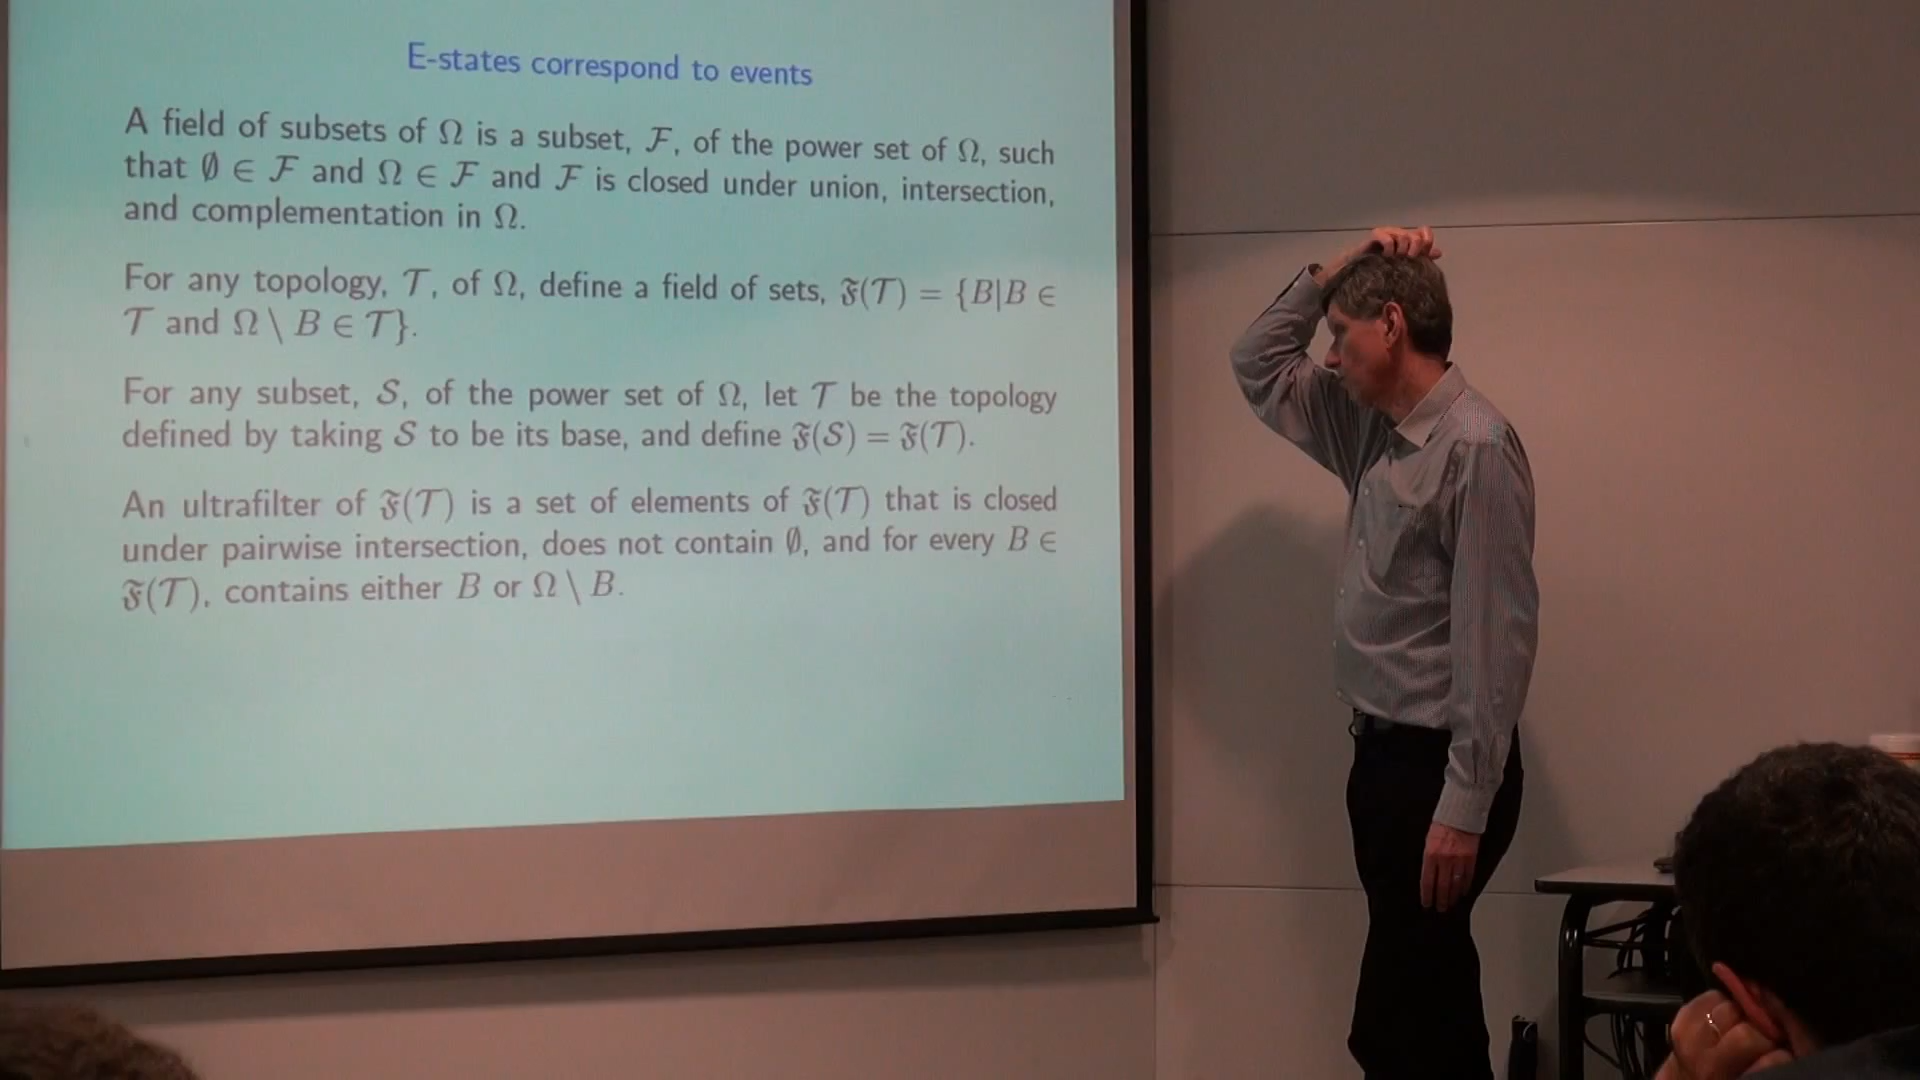 E-states correspond to events
A field of subsets of Ω is a subset, ℱ, of the power set of Ω, such
that ∅ ∈ ℱ and Ω ∈ ℱ and ℱ is closed under union, intersection,
and complementation in Ω.
For any topology, 𝒯, of Ω, define a field of sets, 𝔉(𝒯) = {B|B ∈
𝒯 and Ω \ B ∈ 𝒯}.
For any subset, 𝒮, of the power set of Ω, let 𝒯 be the topology
defined by taking 𝒮 to be its base, and define 𝔉(𝒮) = 𝔉(𝒯).
An ultrafilter of 𝔉(𝒯) is a set of elements of 𝔉(𝒯) that is closed
under pairwise intersection, does not contain ∅, and for every B ∈
𝔉(𝒯), contains either B or Ω \ B.